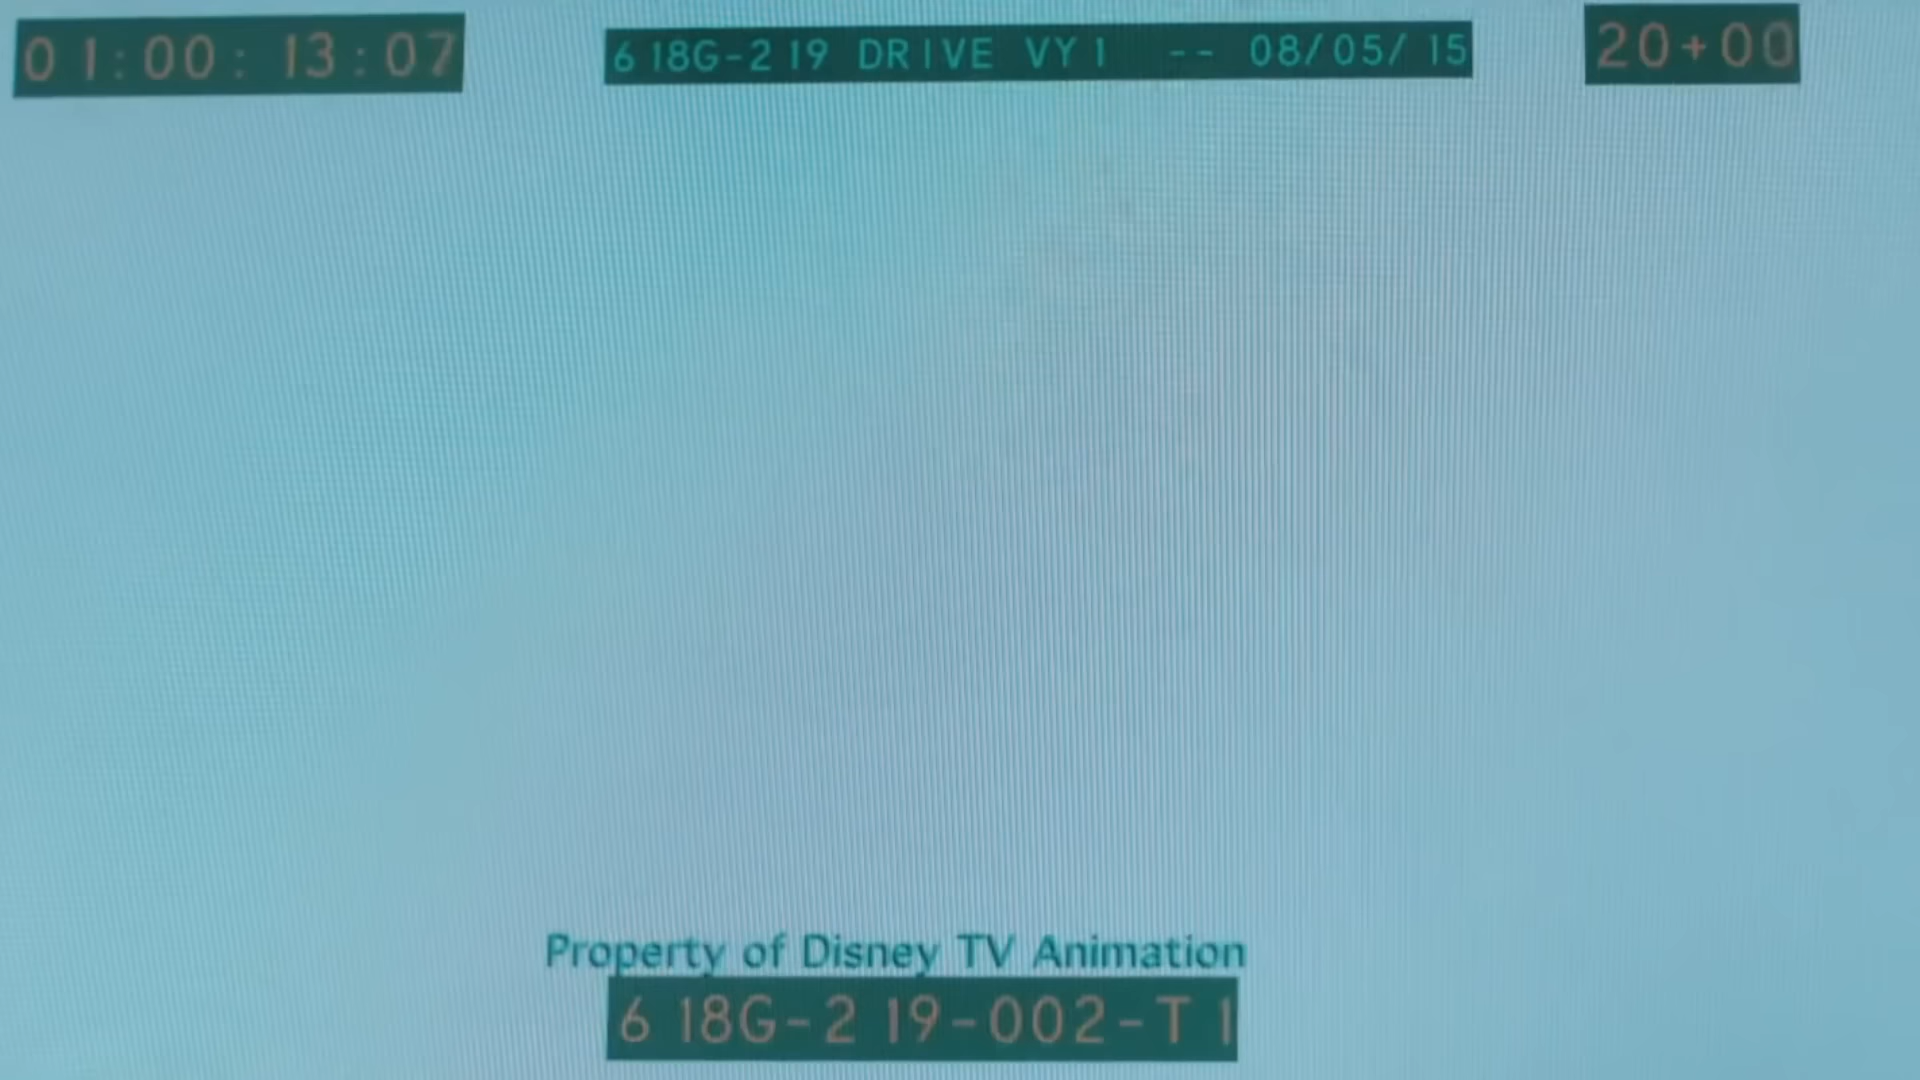 01:00:13:07
618G-219 DRIVE VY1 -- 08/05/15
20+00
Property of Disney TV Animation
618G-219-002-T1